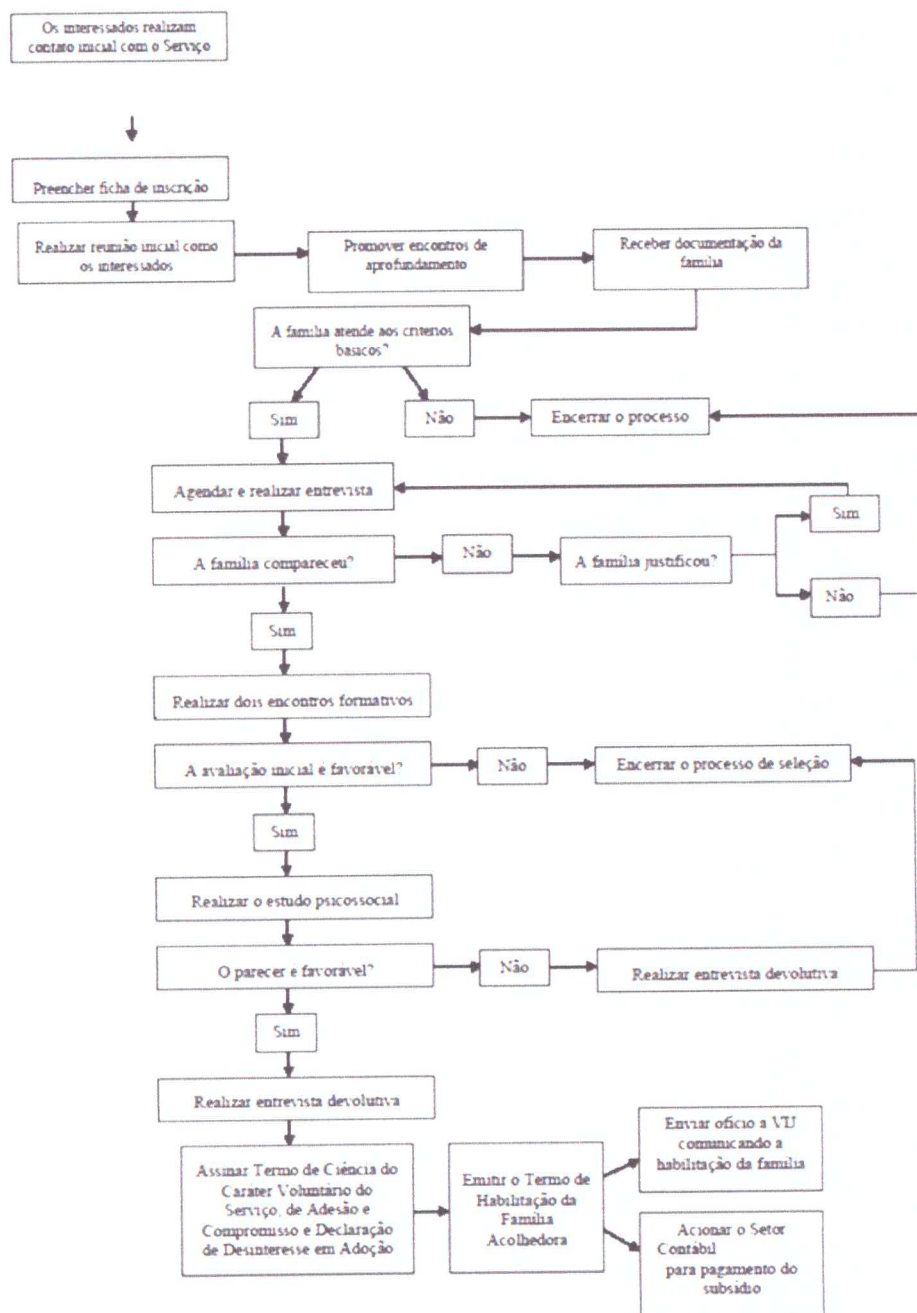 Os interessados realizam
contato inicial com o Serviço
Preencher ficha de inscrição
Realizar reunião inicial como
os interessados
Promover encontros de
aprofundamento
Receber documentação da
família
A família atende aos criterios
basicos?
Sim
Não
Encerrar o processo
Agendar e realizar entrevista
Sim
A família compareceu?
Não
A família justificou?
Não
Sim
Realizar dois encontros formativos
A avaliação inicial e favorável?
Não
Encerrar o processo de seleção
Sim
Realizar o estudo psicossocial
O parecer e favorável?
Não
Realizar entrevista devolutiva
Sim
Realizar entrevista devolutiva
Assinar Termo de Ciência do
Caráter Voluntário do
Serviço, de Adesão e
Compromisso e Declaração
de Desinteresse em Adoção
Emitir o Termo de
Habilitação da
Família
Acolhedora
Enviar oficio a VIJ
comunicando a
habilitação da família
Acionar o Setor
Contábil
para pagamento do
subsídio